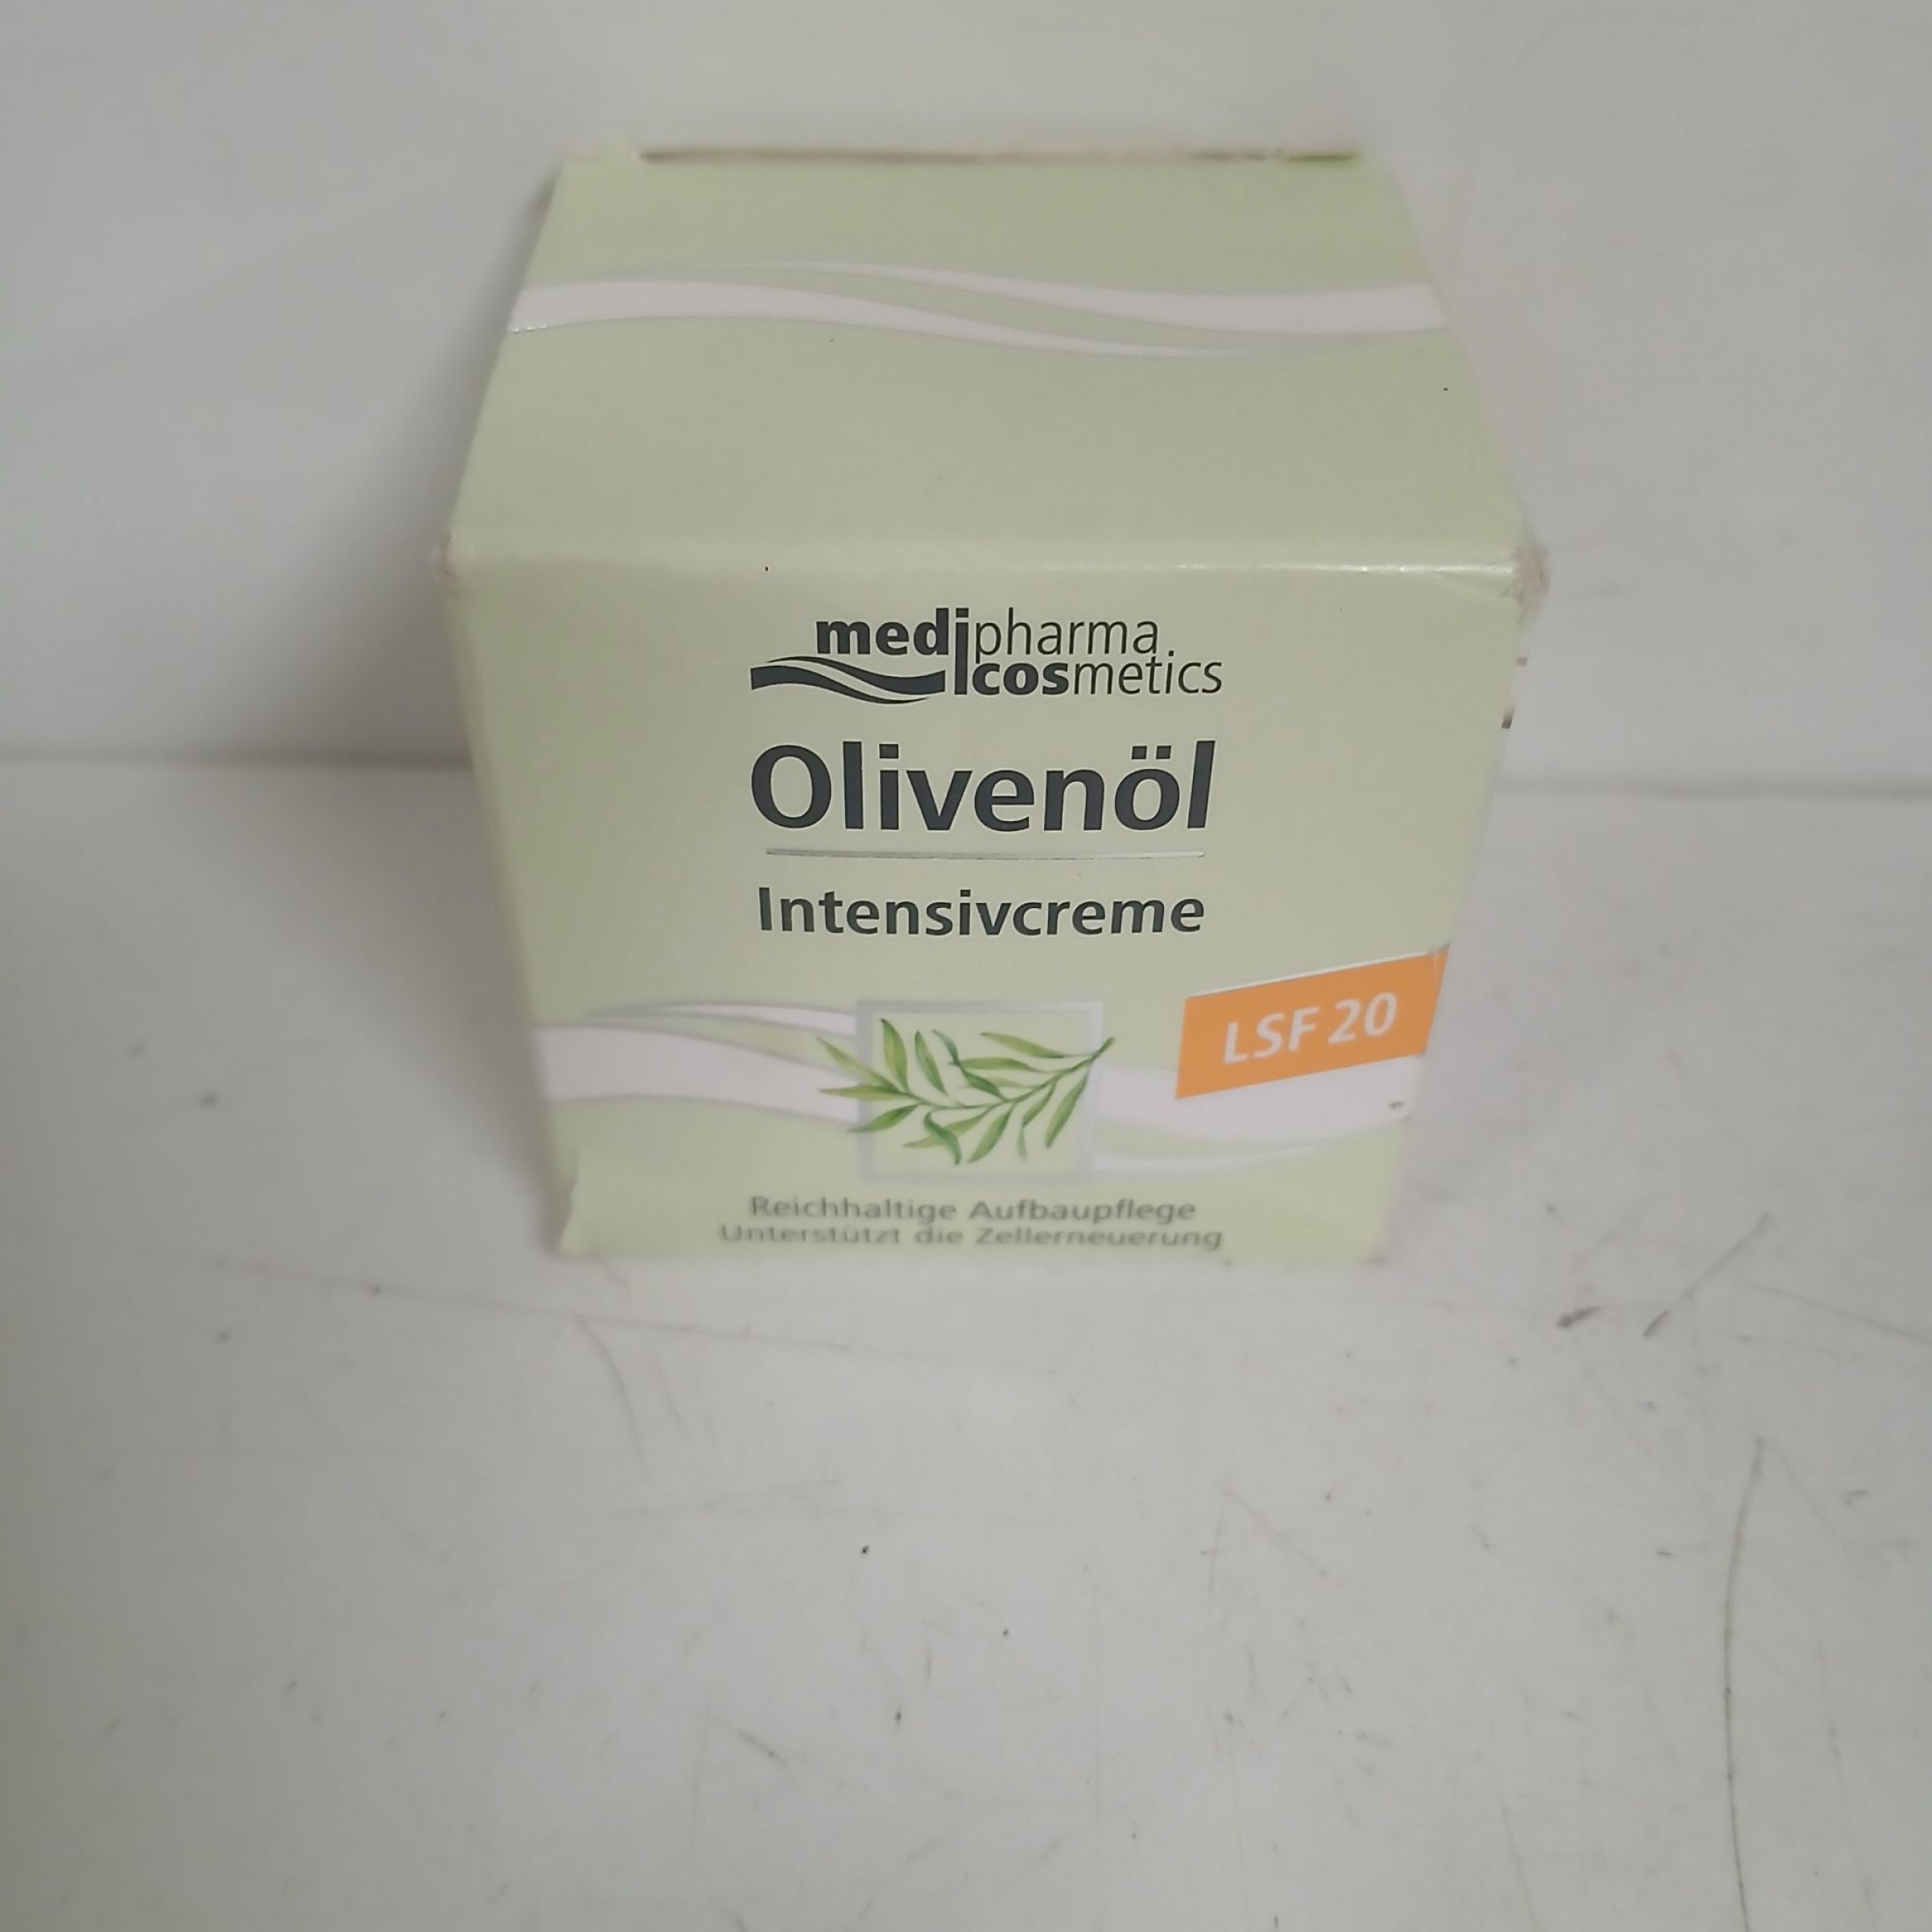 medipharma
cosmetics
Olivenöl
Intensivcreme
LSF 20
Reichhaltige Aufbaupflege
Unterstützt die Zellerneuerung